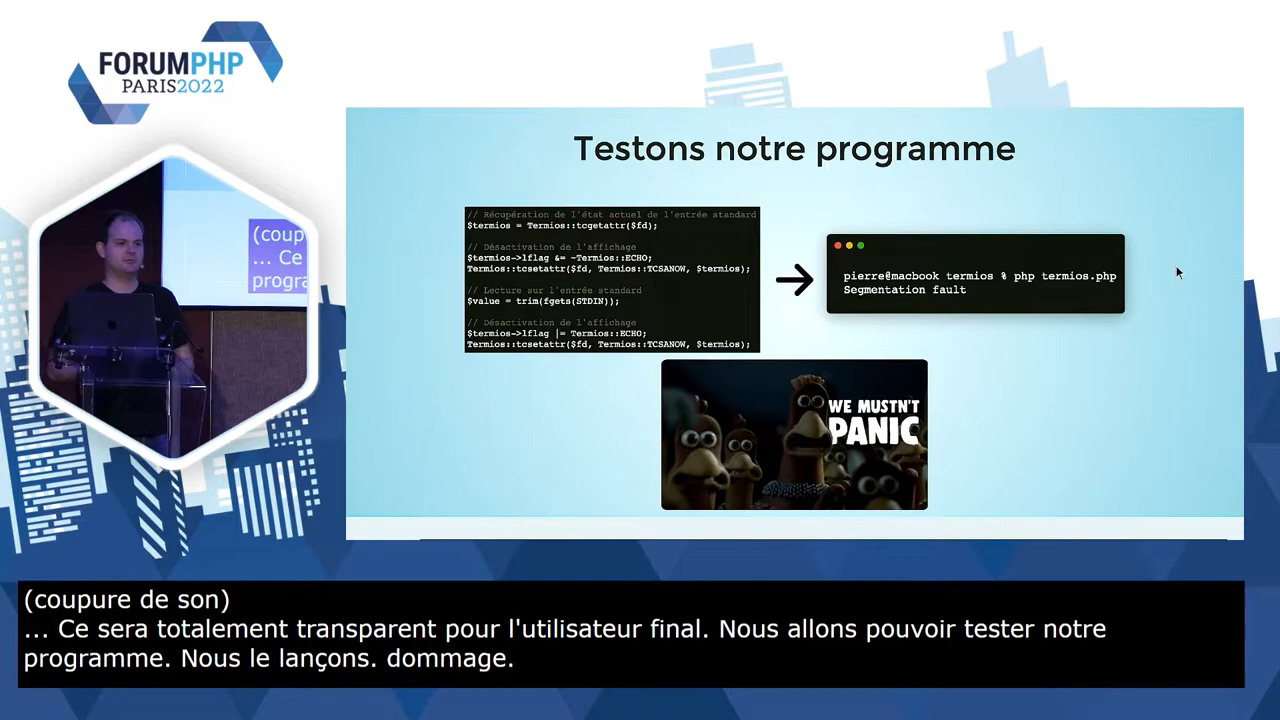 FORUMPHP
PARIS2022
(coup
... Ce
progra
Testons notre programme
// Récupération de l'état actuel de l'entrée standard
$termios = Termios::tcgetattr($fd);
// Désactivation de l'affichage
$termios->lflag &= ~Termios::ECHO;
Termios::tcsetattr($fd, Termios::TCSANOW, $termios);
// Lecture sur l'entrée standard
$value = trim(fgets(STDIN));
// Désactivation de l'affichage
$termios->lflag |= Termios::ECHO;
Termios::tcsetattr($fd, Termios::TCSANOW, $termios);
pierre@macbook termios % php termios.php
Segmentation fault
WE MUSTN'T
PANIC
(coupure de son)
... Ce sera totalement transparent pour l'utilisateur final. Nous allons pouvoir tester notre
programme. Nous le lançons. dommage.